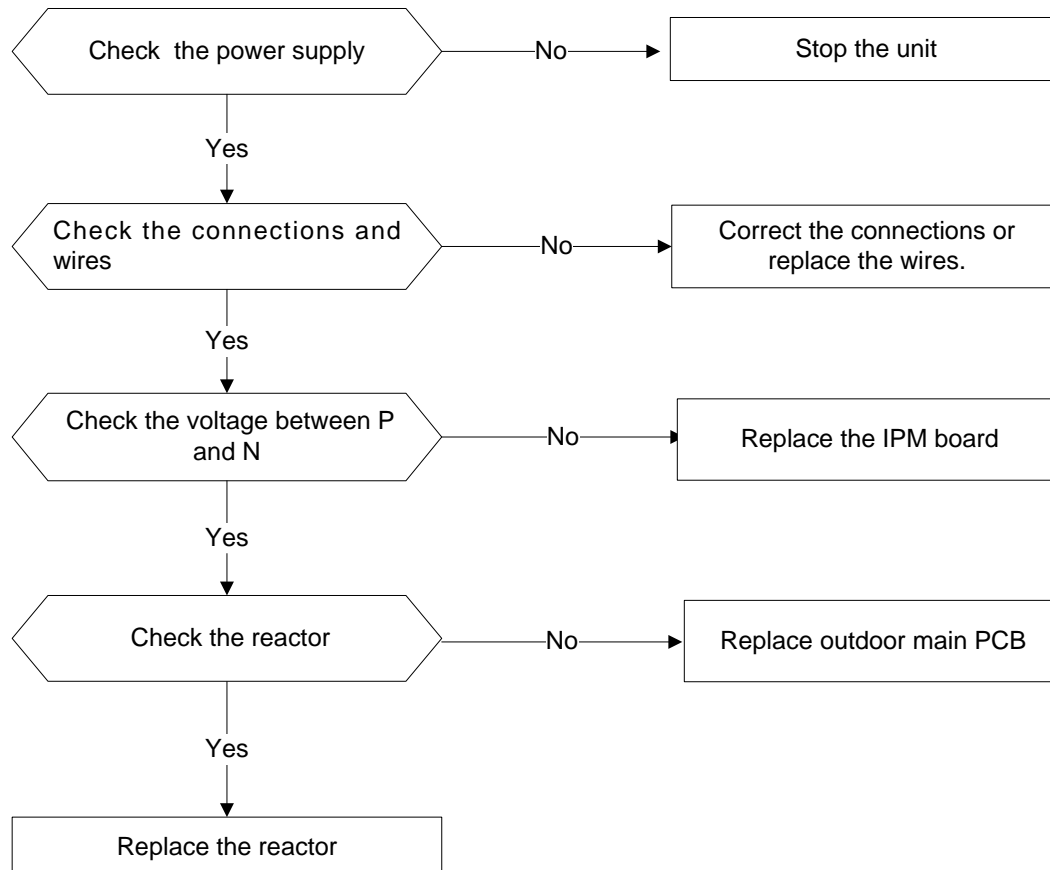 Check the power supply
No
Stop the unit
Yes
Check the connections and
wires
No
Correct the connections or
replace the wires.
Yes
Check the voltage between P
and N
No
Replace the IPM board
Yes
Check the reactor
No
Replace outdoor main PCB
Yes
Replace the reactor